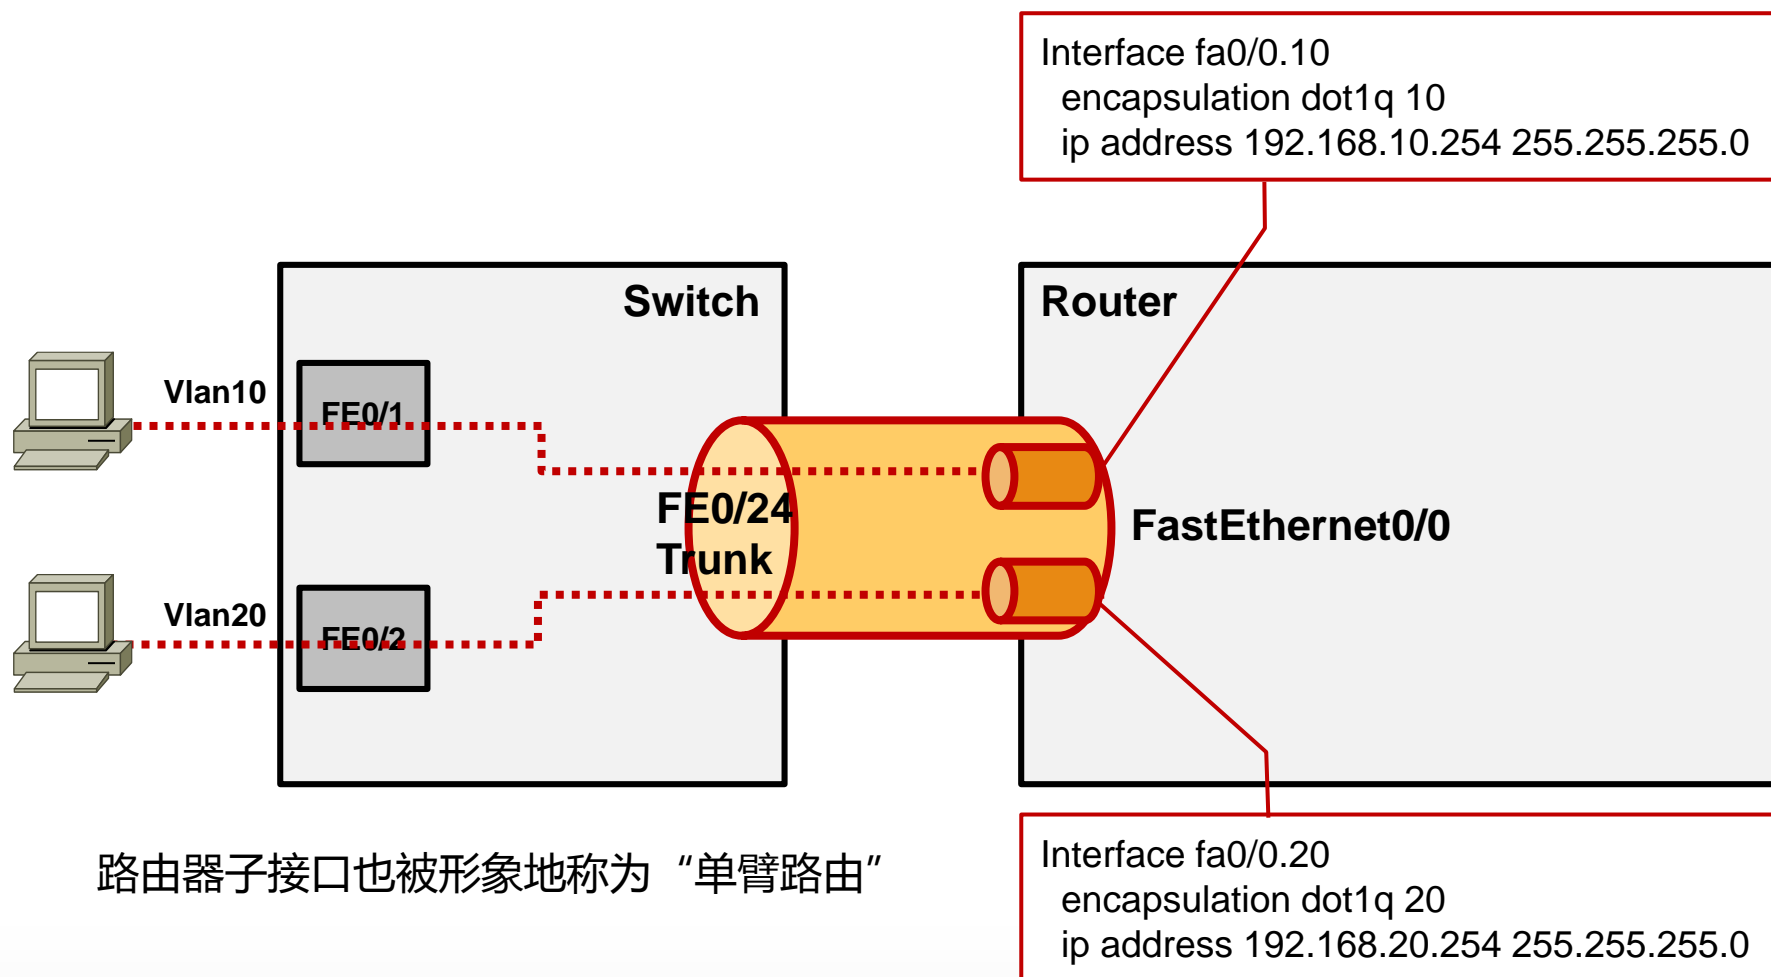 Interface fa0/0.10
encapsulation dot1q 10
ip address 192.168.10.254 255.255.255.0
Switch
Router
Vlan10
FE0/1
FE0/24
Trunk
FastEthernet0/0
Vlan20
FE0/2
路由器子接口也被形象地称为“单臂路由”
Interface fa0/0.20
encapsulation dot1q 20
ip address 192.168.20.254 255.255.255.0